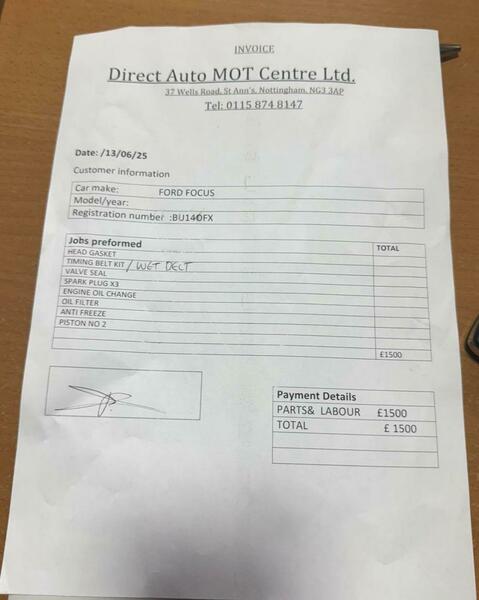 INVOICE
Direct Auto MOT Centre Ltd.
37 Wells Road, St Ann's, Nottingham, NG3 3AP
Tel: 0115 874 8147
Date: /13/06/25
Customer information
Car make: FORD FOCUS
Model/year:
Registration number :BU14OFX
Jobs preformed TOTAL
HEAD GASKET
TIMING BELT KIT / WET BELT
VALVE SEAL
SPARK PLUG X3
ENGINE OIL CHANGE
OIL FILTER
ANTI FREEZE
PISTON NO 2
£1500
Payment Details
PARTS& LABOUR £1500
TOTAL £ 1500